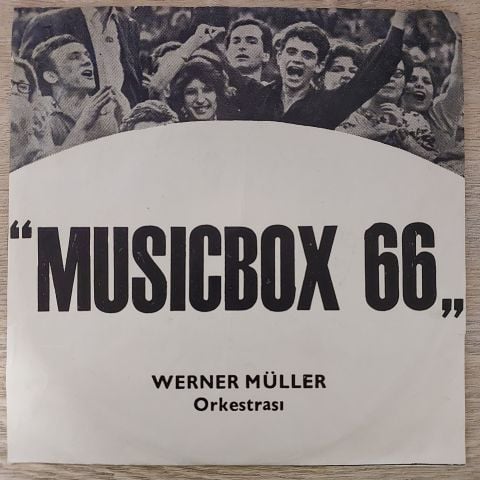 “MUSICBOX 66„
WERNER MÜLLER
Orkestrası